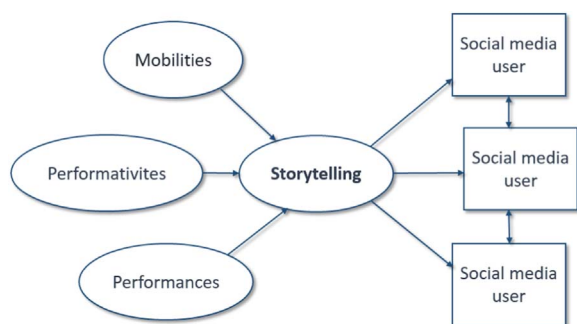 Mobilities
Performativites
Performances
Storytelling
Social media
user
Social media
user
Social media
user